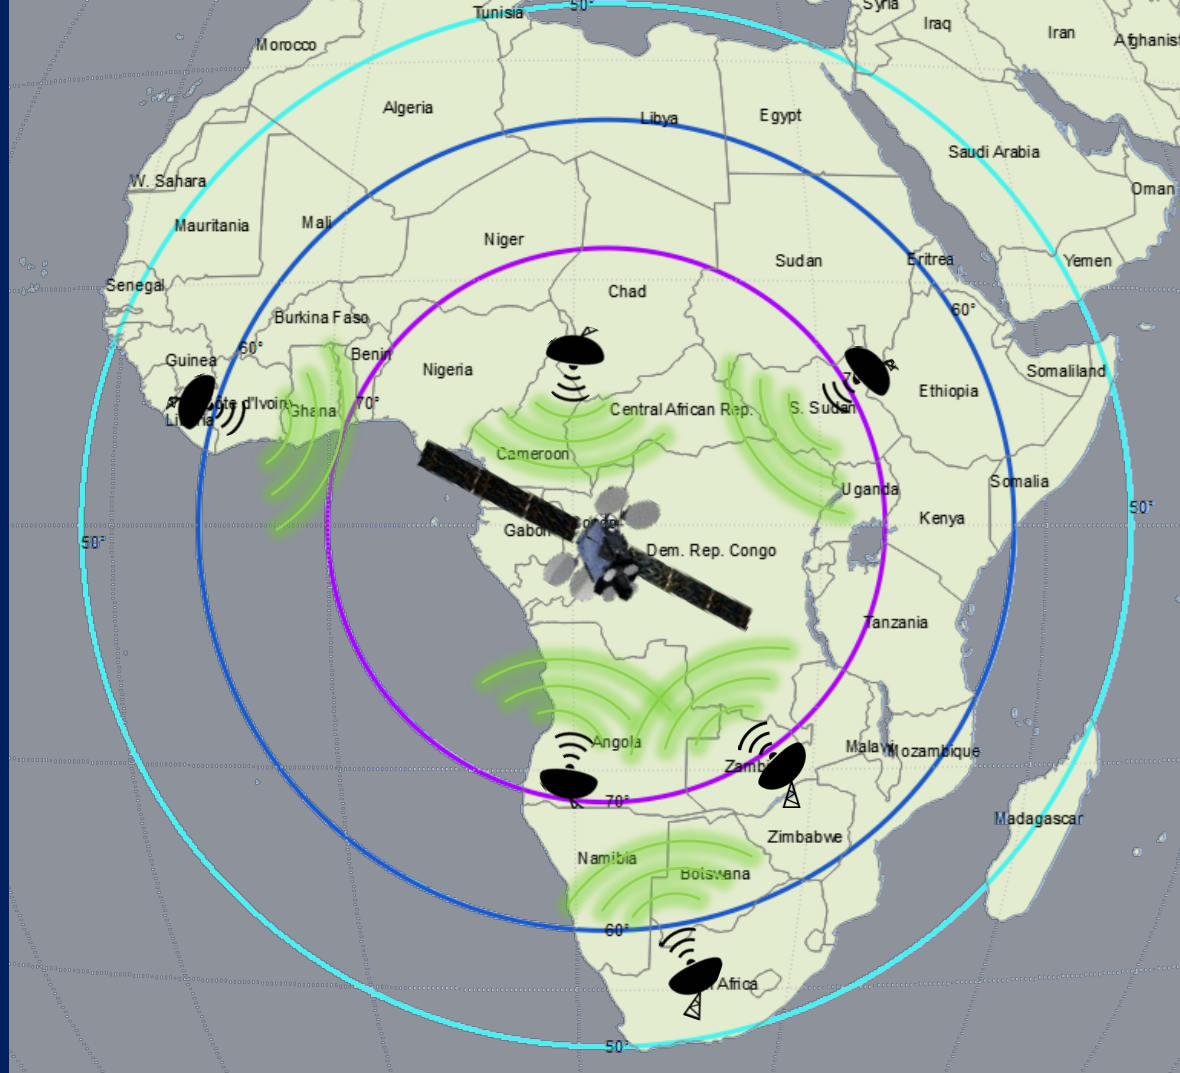 Syria
50°
Tunisia
Iraq
Iran
Afghanist
Morocco
Algeria
Libya
Egypt
Saudi Arabia
W. Sahara
Oman
Mauritania
Mali
Niger
Sudan
Eritrea
Yemen
Senegal
Chad
60°
Burkina Faso
60°
Guinea
Benin
Nigeria
Somaliland
Ethiopia
Ghana
70°
Central African Rep.
S. Sudan
Cameroon
Somalia
Uganda
50°
Kenya
Gabon
50°
Dem. Rep. Congo
Tanzania
Angola
Malawi
Mozambique
70°
Madagascar
Zimbabwe
Namibia
Botswana
60°
Africa
50°